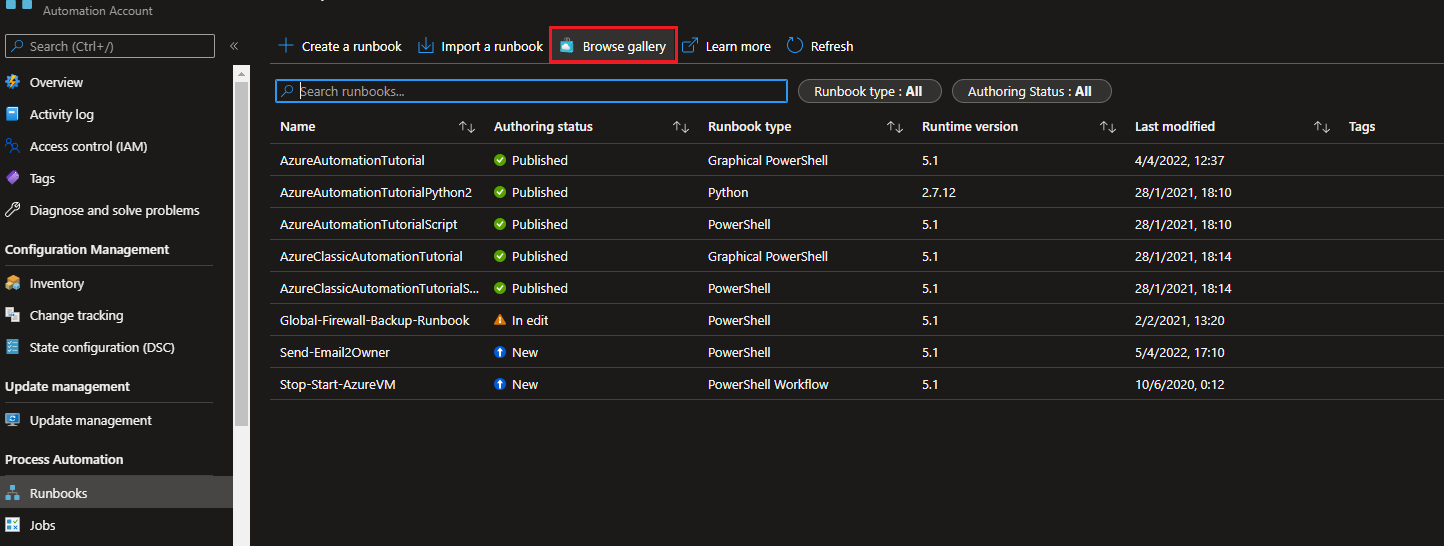 Automation Account
Search (Ctrl+/)
«
Overview
Activity log
Access control (IAM)
Tags
Diagnose and solve problems
Configuration Management
Inventory
Change tracking
State configuration (DSC)
Update management
Update management
Process Automation
Runbooks
Jobs
Create a runbook Import a runbook Browse gallery Learn more Refresh
Search runbooks... Runbook type : All Authoring Status : All
Name Authoring status Runbook type Runtime version Last modified Tags
AzureAutomationTutorial Published Graphical PowerShell 5.1 4/4/2022, 12:37
AzureAutomationTutorialPython2 Published Python 2.7.12 28/1/2021, 18:10
AzureAutomationTutorialScript Published PowerShell 5.1 28/1/2021, 18:10
AzureClassicAutomationTutorial Published Graphical PowerShell 5.1 28/1/2021, 18:14
AzureClassicAutomationTutorialS... Published PowerShell 5.1 28/1/2021, 18:14
Global-Firewall-Backup-Runbook In edit PowerShell 5.1 2/2/2021, 13:20
Send-Email2Owner New PowerShell 5.1 5/4/2022, 17:10
Stop-Start-AzureVM New PowerShell Workflow 5.1 10/6/2020, 0:12